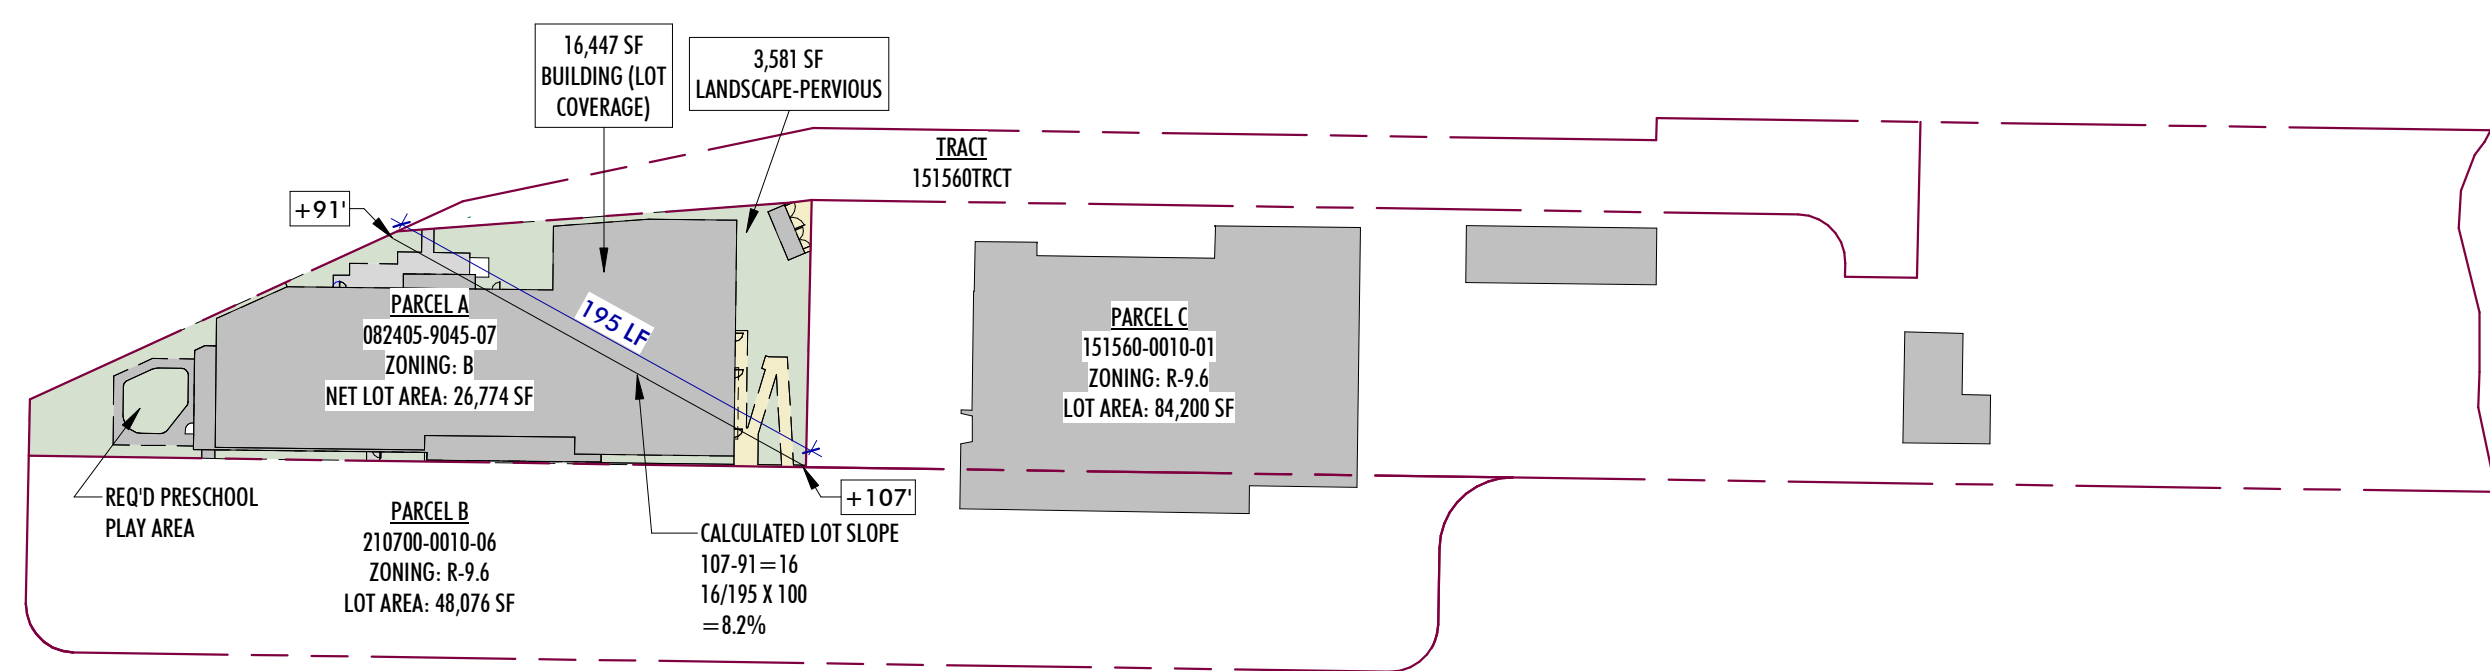 16,447 SF
BUILDING (LOT
COVERAGE)
3,581 SF
LANDSCAPE-PERVIOUS
TRACT
151560TRCT
+91'
195 LF
PARCEL A
082405-9045-07
ZONING: B
NET LOT AREA: 26,774 SF
PARCEL C
151560-0010-01
ZONING: R-9.6
LOT AREA: 84,200 SF
REQ'D PRESCHOOL
PLAY AREA
PARCEL B
210700-0010-06
ZONING: R-9.6
LOT AREA: 48,076 SF
+107'
CALCULATED LOT SLOPE
107-91=16
16/195 X 100
=8.2%